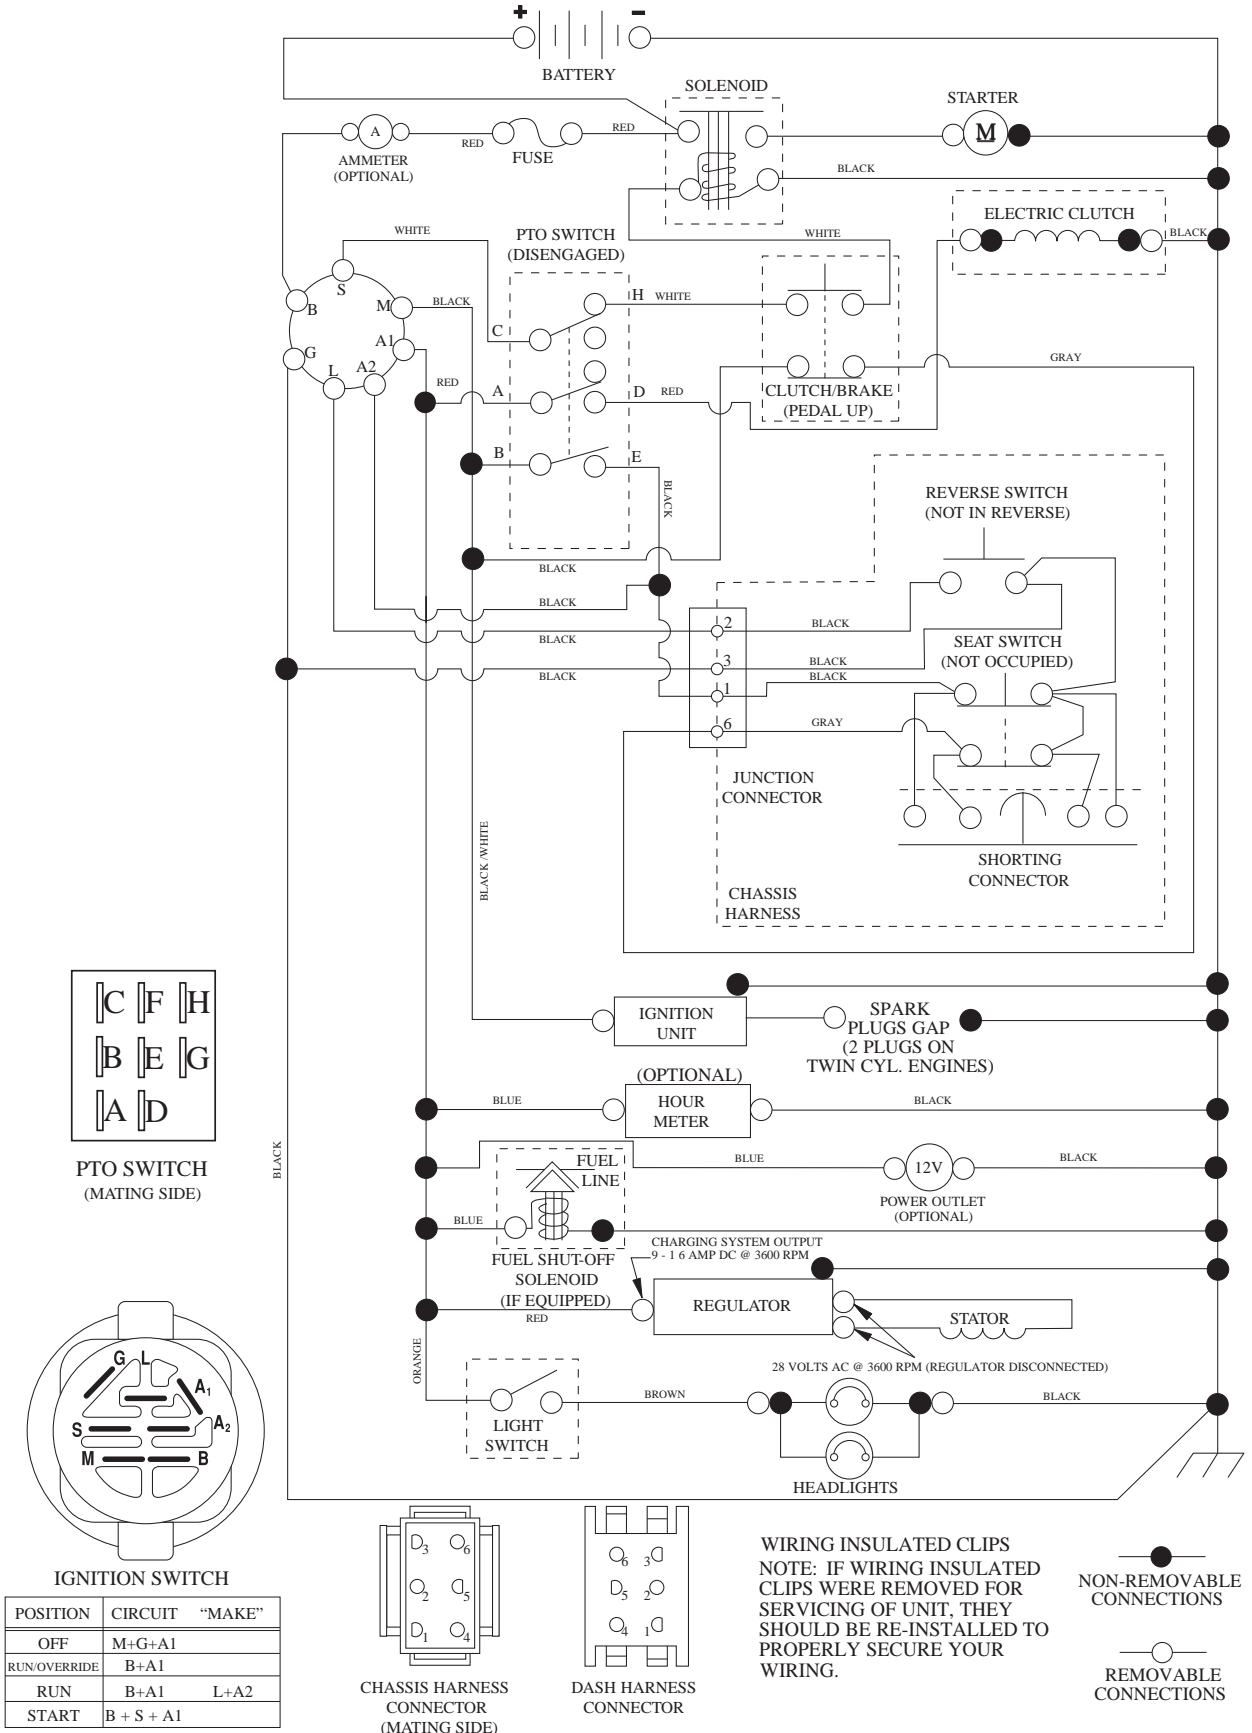 + -
BATTERY
SOLENOID
STARTER
M
A
AMMETER
(OPTIONAL)
RED
FUSE
RED
BLACK
ELECTRIC CLUTCH
BLACK
WHITE
PTO SWITCH
(DISENGAGED)
WHITE
S
B
M
BLACK
G
A1
L
A2
C
H
WHITE
GRAY
RED
A
D
RED
CLUTCH/BRAKE
(PEDAL UP)
B
E
BLACK
REVERSE SWITCH
(NOT IN REVERSE)
BLACK
BLACK
2
BLACK
BLACK
SEAT SWITCH
(NOT OCCUPIED)
3
BLACK
BLACK
1
BLACK
6
GRAY
JUNCTION
CONNECTOR
BLACK /WHITE
SHORTING
CONNECTOR
CHASSIS
HARNESS
C F H
B E G
A D
PTO SWITCH
(MATING SIDE)
BLACK
IGNITION
UNIT
SPARK
PLUGS GAP
(2 PLUGS ON
TWIN CYL. ENGINES)
(OPTIONAL)
BLUE
HOUR
METER
BLACK
FUEL
LINE
BLUE
12V
BLACK
POWER OUTLET
(OPTIONAL)
BLUE
FUEL SHUT-OFF
SOLENOID
(IF EQUIPPED)
CHARGING SYSTEM OUTPUT
9 - 1 6 AMP DC @ 3600 RPM
RED
REGULATOR
STATOR
28 VOLTS AC @ 3600 RPM (REGULATOR DISCONNECTED)
ORANGE
LIGHT
SWITCH
BROWN
BLACK
HEADLIGHTS
G L
A1
S
A2
M
B
IGNITION SWITCH
POSITION CIRCUIT “MAKE”
OFF M+G+A1
RUN/OVERRIDE B+A1
RUN B+A1 L+A2
START B + S + A1
3 6
2 5
1 4
CHASSIS HARNESS
CONNECTOR
(MATING SIDE)
6 3
5 2
4 1
DASH HARNESS
CONNECTOR
WIRING INSULATED CLIPS
NOTE: IF WIRING INSULATED
CLIPS WERE REMOVED FOR
SERVICING OF UNIT, THEY
SHOULD BE RE-INSTALLED TO
PROPERLY SECURE YOUR
WIRING.
NON-REMOVABLE
CONNECTIONS
REMOVABLE
CONNECTIONS